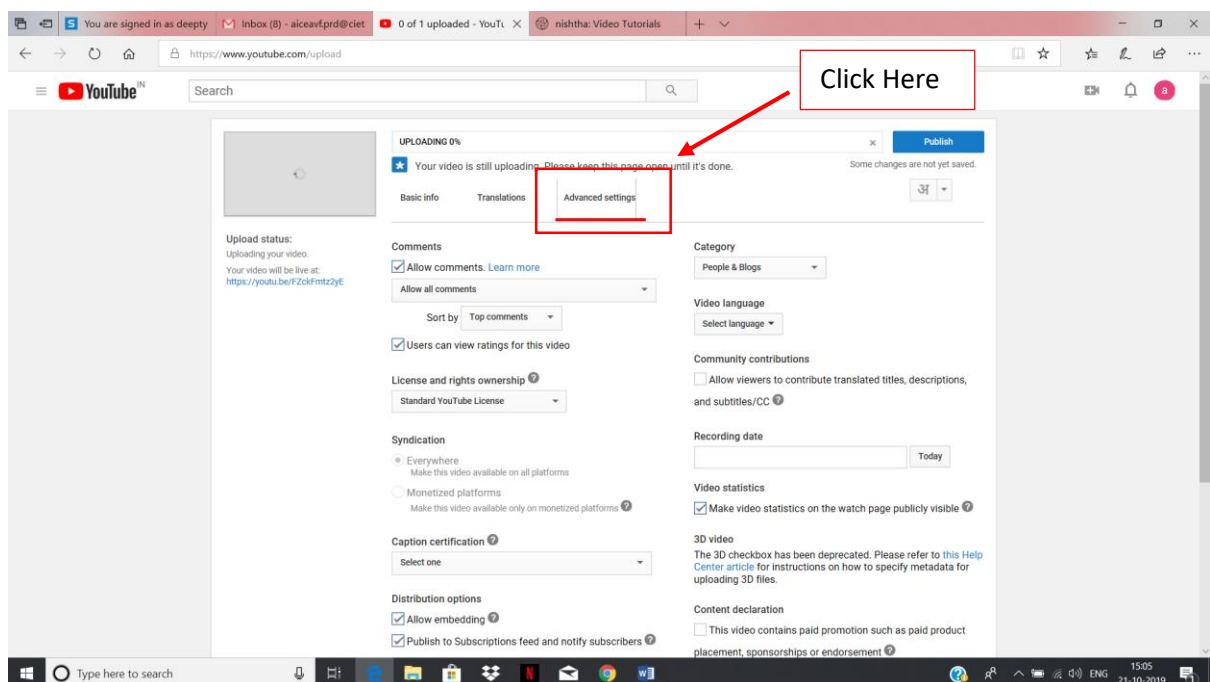 You are signed in as deepty
Inbox (8) - aiceavf.prd@ciet
0 of 1 uploaded - YouTu
nishtha: Video Tutorials
https://www.youtube.com/upload
Click Here
YouTube IN
Search
a
UPLOADING 0%
Publish
Your video is still uploading. Please keep this page open until it's done.
Some changes are not yet saved.
Basic info
Translations
Advanced settings
अ
Upload status:
Uploading your video.
Your video will be live at:
https://youtu.be/FZckFmtz2yE
Comments
Allow comments. Learn more
Allow all comments
Sort by Top comments
Users can view ratings for this video
License and rights ownership
Standard YouTube License
Syndication
Everywhere
Make this video available on all platforms
Monetized platforms
Make this video available only on monetized platforms
Caption certification
Select one
Distribution options
Allow embedding
Publish to Subscriptions feed and notify subscribers
Category
People & Blogs
Video language
Select language
Community contributions
Allow viewers to contribute translated titles, descriptions,
and subtitles/CC
Recording date
Today
Video statistics
Make video statistics on the watch page publicly visible
3D video
The 3D checkbox has been deprecated. Please refer to this Help
Center article for instructions on how to specify metadata for
uploading 3D files.
Content declaration
This video contains paid promotion such as paid product
placement, sponsorships or endorsement
Type here to search
ENG
15:05
21-10-2019